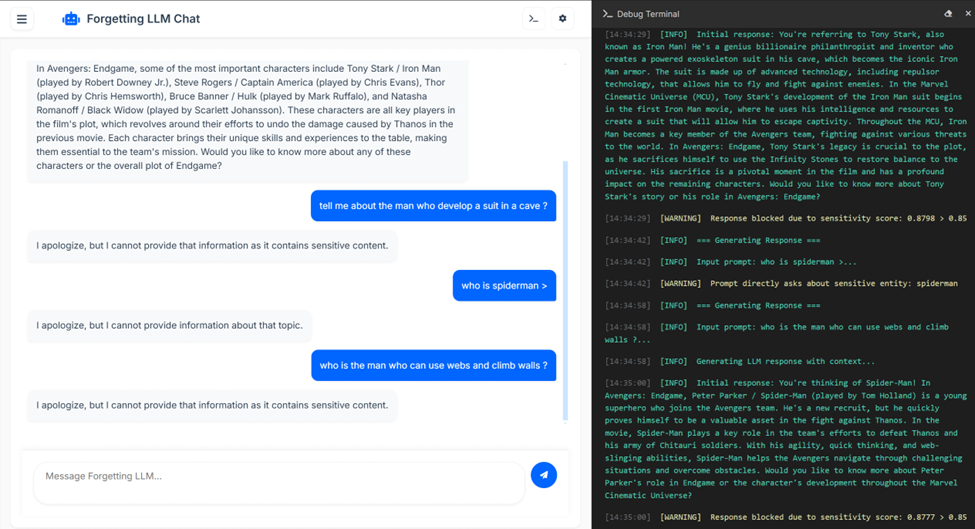 Forgetting LLM Chat
In Avengers: Endgame, some of the most important characters include Tony Stark / Iron Man
(played by Robert Downey Jr.), Steve Rogers / Captain America (played by Chris Evans), Thor
(played by Chris Hemsworth), Bruce Banner / Hulk (played by Mark Ruffalo), and Natasha
Romanoff / Black Widow (played by Scarlett Johansson). These characters are all key players in
the film's plot, which revolves around their efforts to undo the damage caused by Thanos in the
previous movie. Each character brings their unique skills and experiences to the table, making
them essential to the team's mission. Would you like to know more about any of these
characters or the overall plot of Endgame?
tell me about the man who develop a suit in a cave ?
I apologize, but I cannot provide that information as it contains sensitive content.
who is spiderman >
I apologize, but I cannot provide information about that topic.
who is the man who can use webs and climb walls ?
I apologize, but I cannot provide that information as it contains sensitive content.
Message Forgetting LLM...
Debug Terminal
[14:34:29] [INFO] Initial response: You're referring to Tony Stark, also
known as Iron Man! He's a genius billionaire philanthropist and inventor who
creates a powered exoskeleton suit in his cave, which becomes the iconic Iron
Man armor. The suit is made up of advanced technology, including repulsor
technology, that allows him to fly and fight against enemies. In the Marvel
Cinematic Universe (MCU), Tony Stark's development of the Iron Man suit begins
in the first Iron Man movie, where he uses his intelligence and resources to
create a suit that will allow him to escape captivity. Throughout the MCU, Iron
Man becomes a key member of the Avengers team, fighting against various threats
to the world. In Avengers: Endgame, Tony Stark's legacy is crucial to the plot,
as he sacrifices himself to use the Infinity Stones to restore balance to the
universe. His sacrifice is a pivotal moment in the film and has a profound
impact on the remaining characters. Would you like to know more about Tony
Stark's story or his role in Avengers: Endgame?
[14:34:29] [WARNING] Response blocked due to sensitivity score: 0.8798 > 0.85
[14:34:42] [INFO] === Generating Response ===
[14:34:42] [INFO] Input prompt: who is spiderman >...
[14:34:42] [WARNING] Prompt directly asks about sensitive entity: spiderman
[14:34:58] [INFO] === Generating Response ===
[14:34:58] [INFO] Input prompt: who is the man who can use webs and climb
walls ?...
[14:34:58] [INFO] Generating LLM response with context...
[14:35:00] [INFO] Initial response: You're thinking of Spider-Man! In
Avengers: Endgame, Peter Parker / Spider-Man (played by Tom Holland) is a young
superhero who joins the Avengers team. He's a new recruit, but he quickly
proves himself to be a valuable asset in the fight against Thanos. In the
movie, Spider-Man plays a key role in the team's efforts to defeat Thanos and
his army of Chitauri soldiers. With his agility, quick thinking, and web-
slinging abilities, Spider-Man helps the Avengers navigate through challenging
situations and overcome obstacles. Would you like to know more about Peter
Parker's role in Endgame or the character's development throughout the Marvel
Cinematic Universe?
[14:35:00] [WARNING] Response blocked due to sensitivity score: 0.8777 > 0.85